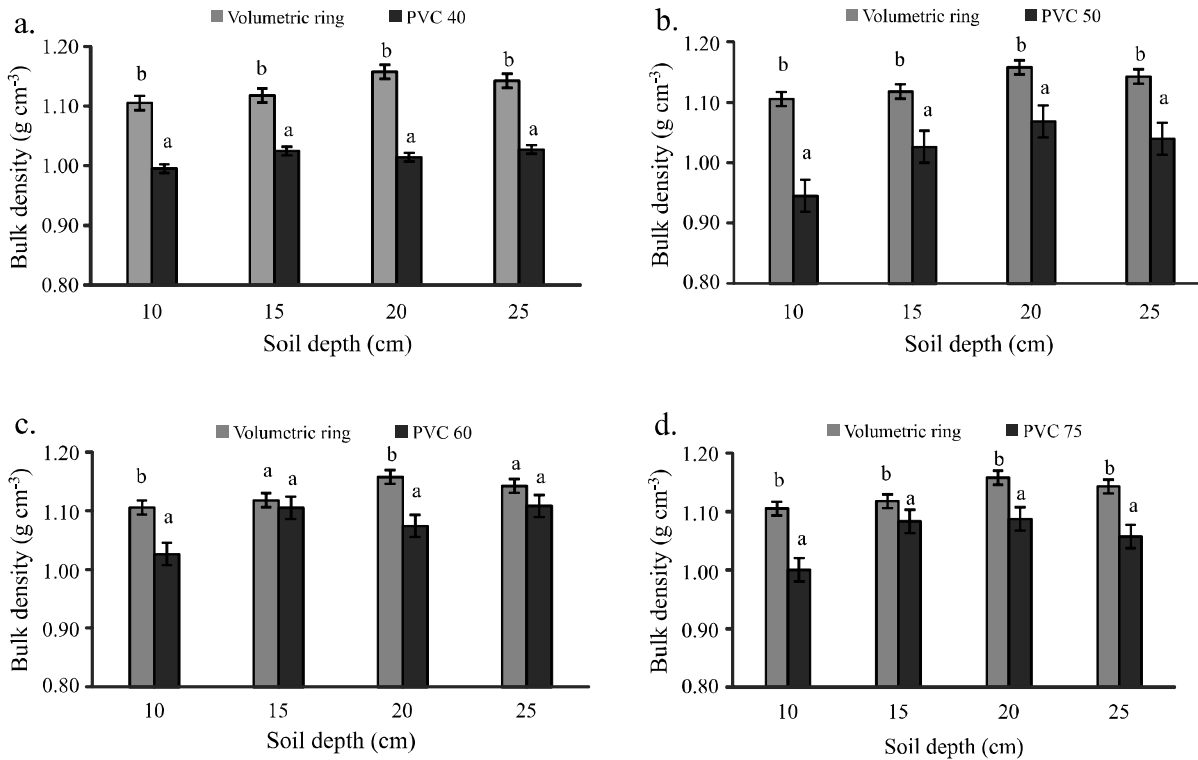 a.
Volumetric ring PVC 40
Bulk density (g cm-3)
1.20
1.10
1.00
0.90
0.80
b b b b
a a a a
10 15 20 25
Soil depth (cm)
b.
Volumetric ring PVC 50
Bulk density (g cm-3)
1.20
1.10
1.00
0.90
0.80
b b b b
a a a a
10 15 20 25
Soil depth (cm)
c.
Volumetric ring PVC 60
Bulk density (g cm-3)
1.20
1.10
1.00
0.90
0.80
b a a b a
a a
a
10 15 20 25
Soil depth (cm)
d.
Volumetric ring PVC 75
Bulk density (g cm-3)
1.20
1.10
1.00
0.90
0.80
b b b b
a a a a
10 15 20 25
Soil depth (cm)